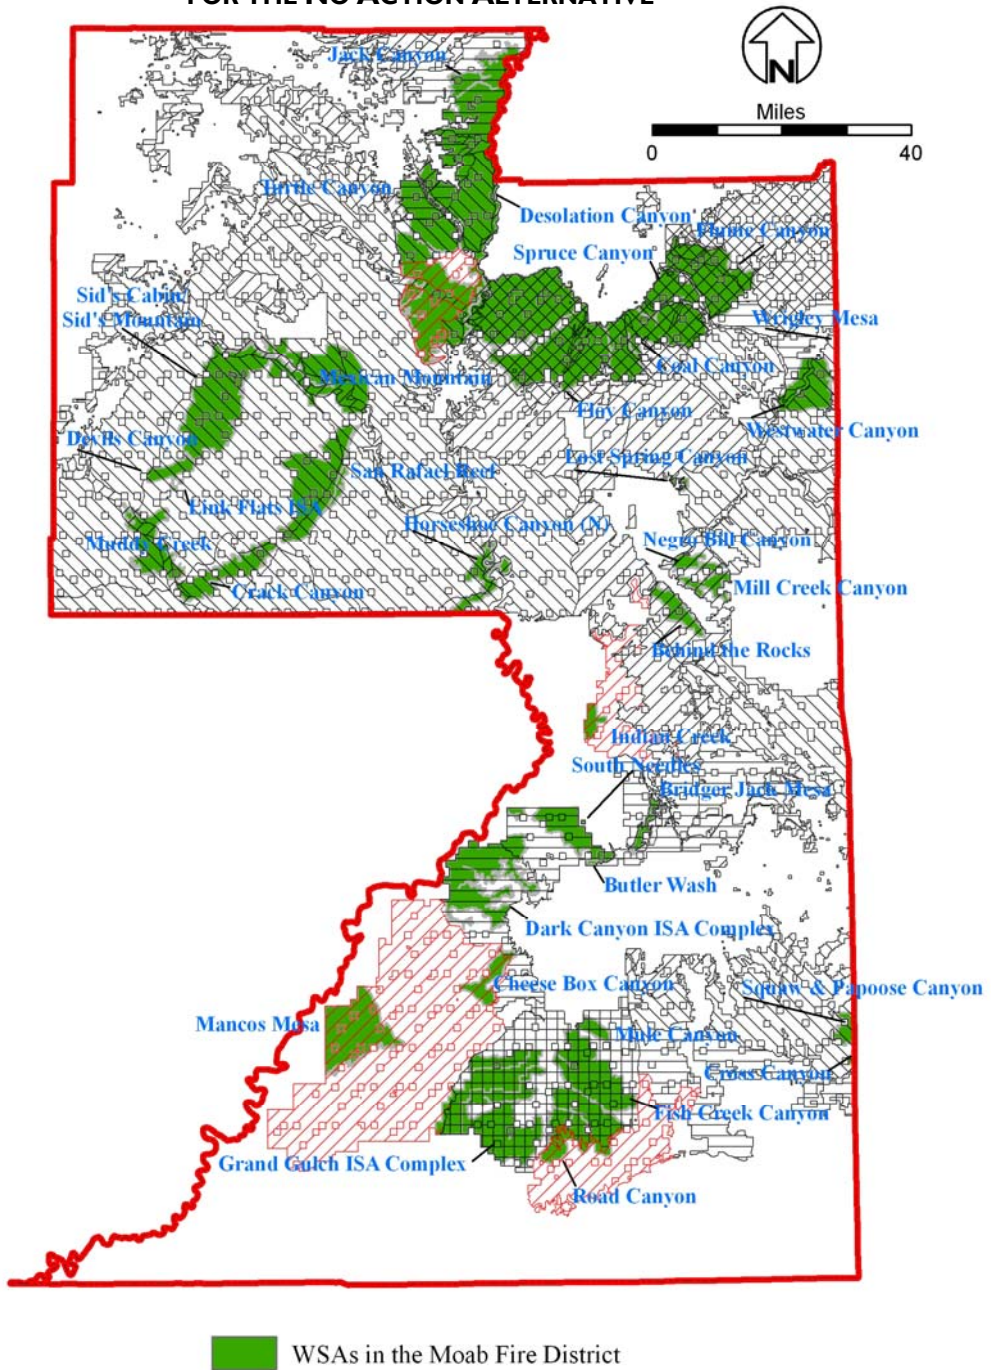 FOR THE NO ACTION ALTERNATIVE
Jack Canyon
N
Miles
0 40
Turtle Canyon
Desolation Canyon
Flume Canyon
Spruce Canyon
Sid's Cabin/
Sid's Mountain
Wrigley Mesa
Mexican Mountain
Coal Canyon
Floy Canyon
Westwater Canyon
Devils Canyon
Lost Spring Canyon
San Rafael Reef
Link Flats ISA
Horseshoe Canyon (N)
Negro Bill Canyon
Muddy Creek
Mill Creek Canyon
Crack Canyon
Behind the Rocks
Indian Creek
South Needles
Bridger Jack Mesa
Butler Wash
Dark Canyon ISA Complex
Cheese Box Canyon
Squaw & Papoose Canyon
Mancos Mesa
Mule Canyon
Cross Canyon
Fish Creek Canyon
Grand Gulch ISA Complex
Road Canyon
WSAs in the Moab Fire District